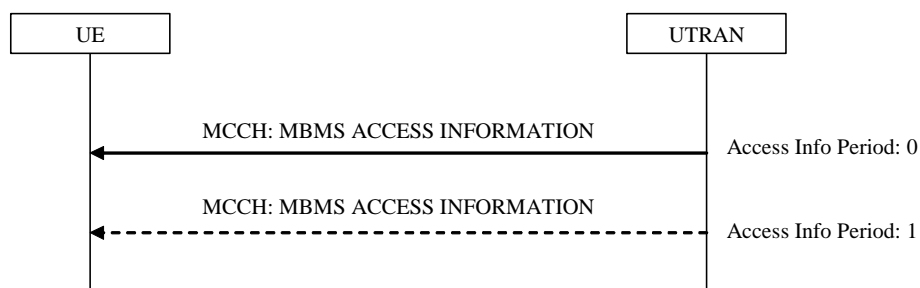 UE
UTRAN
MCCH: MBMS ACCESS INFORMATION
Access Info Period: 0
MCCH: MBMS ACCESS INFORMATION
Access Info Period: 1